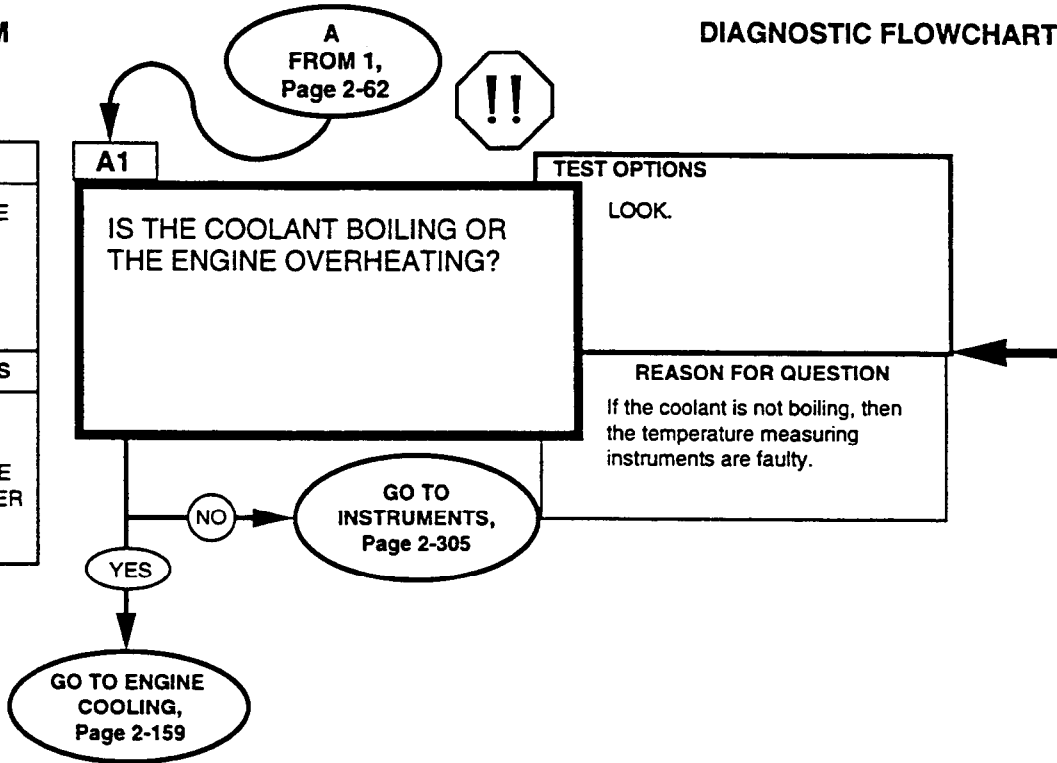 M
DIAGNOSTIC FLOWCHART
A
FROM 1,
Page 2-62
!!
A1
TEST OPTIONS
LOOK.
E
IS THE COOLANT BOILING OR
THE ENGINE OVERHEATING?
S
REASON FOR QUESTION
If the coolant is not boiling, then
the temperature measuring
instruments are faulty.
E
ER
NO
GO TO
INSTRUMENTS,
Page 2-305
YES
GO TO ENGINE
COOLING,
Page 2-159